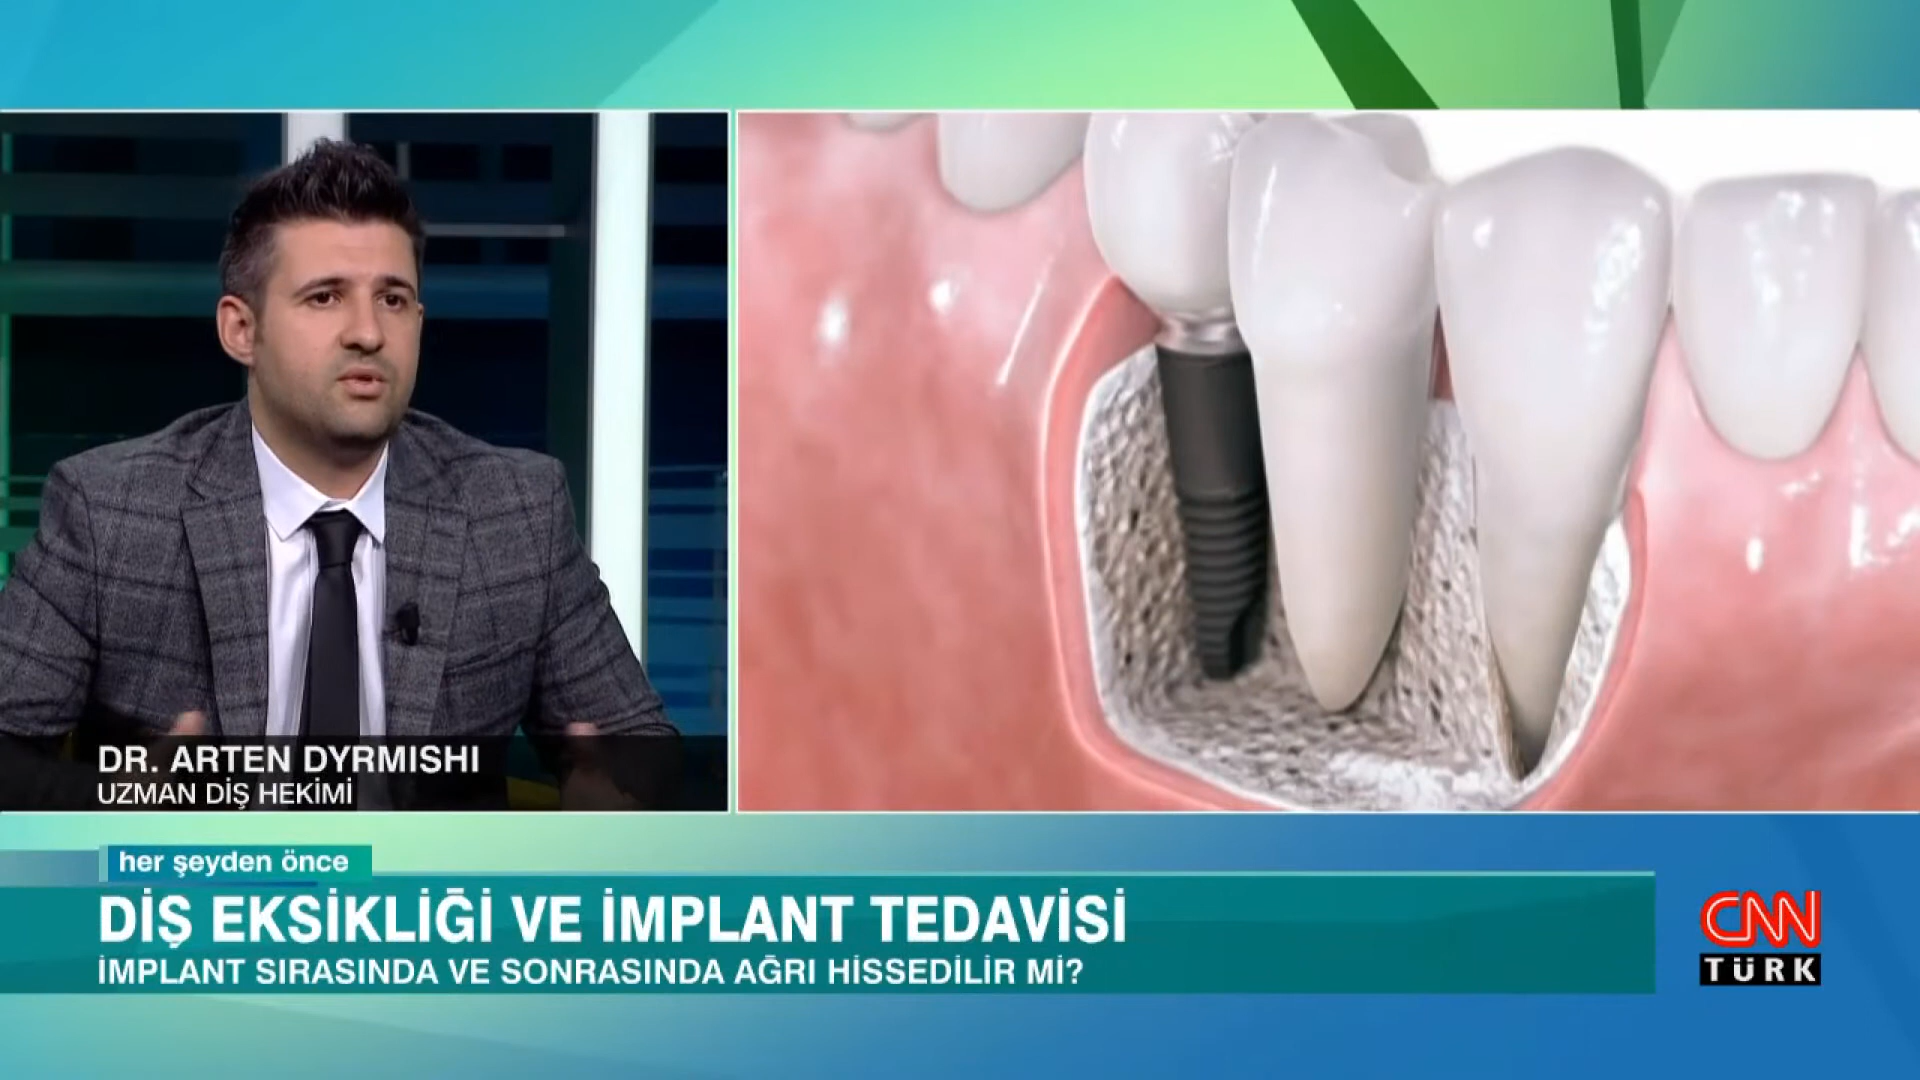 DR. ARTEN DYRMISHI
UZMAN DİŞ HEKİMİ
her şeyden önce
DİŞ EKSİKLİĞİ VE İMPLANT TEDAVİSİ
İMPLANT SIRASINDA VE SONRASINDA AĞRI HİSSEDİLİR Mİ?
CNN
TÜRK